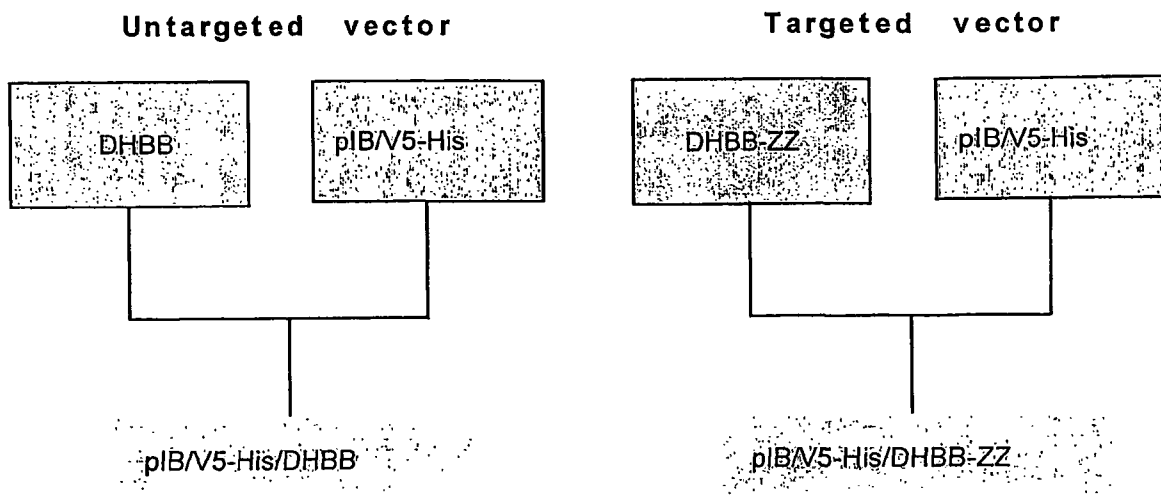 Untargeted vector
DHBB
pIB/V5-His
pIB/V5-His/DHBB
Targeted vector
DHBB-ZZ
pIB/V5-His
pIB/V5-His/DHBB-ZZ